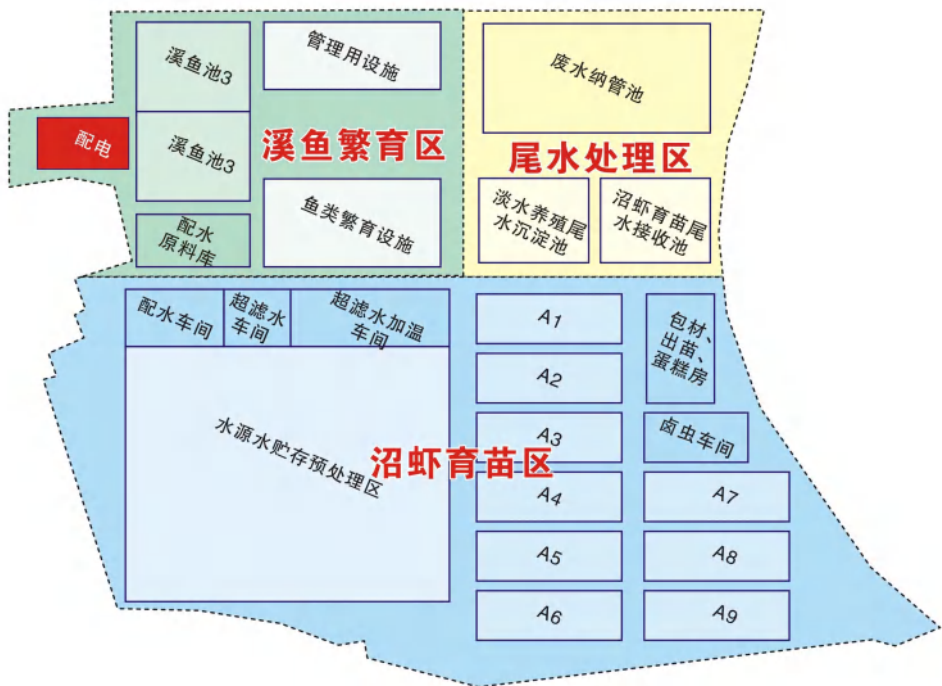 溪鱼池3
管理用设施
废水纳管池
配电
溪鱼池3
溪鱼繁育区
尾水处理区
配水
原料库
鱼类繁育设施
淡水养殖尾
水沉淀池
沼虾育苗尾
水接收池
配水车间
超滤水
车间
超滤水加温
车间
A1
包材、
出苗、
蛋糕房
A2
水源水贮存预处理区
沼虾育苗区
A3
卤虫车间
A4
A7
A5
A8
A6
A9